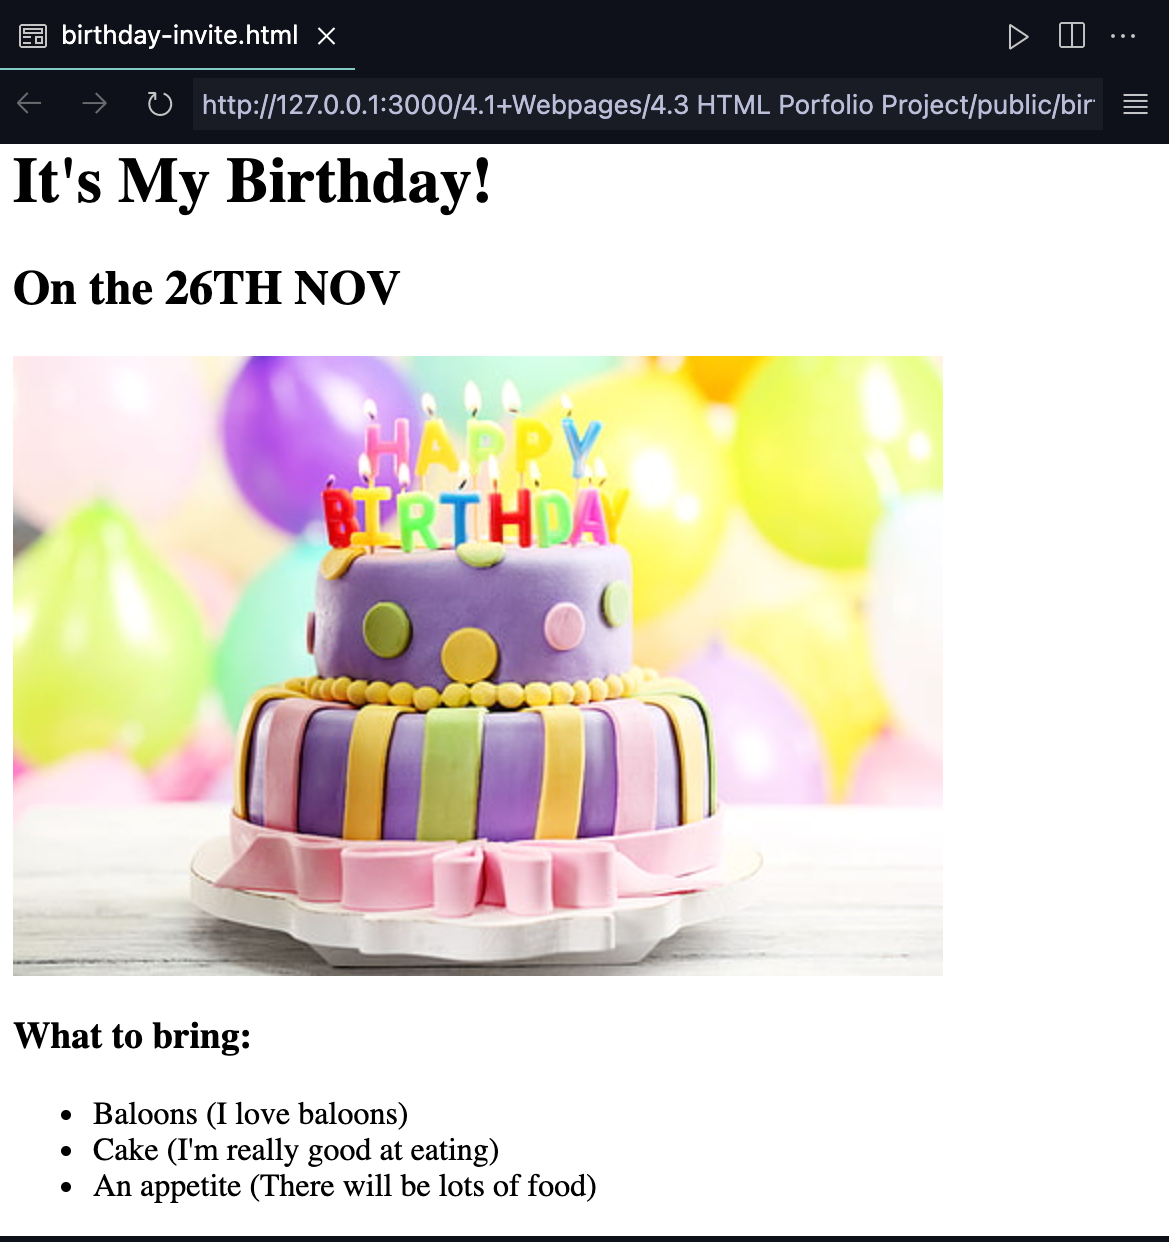 birthday-invite.html
http://127.0.0.1:3000/4.1+Webpages/4.3 HTML Porfolio Project/public/bir
It's My Birthday!
On the 26TH NOV
HAPPY
BIRTHDAY
What to bring:
Baloons (I love baloons)
Cake (I'm really good at eating)
An appetite (There will be lots of food)